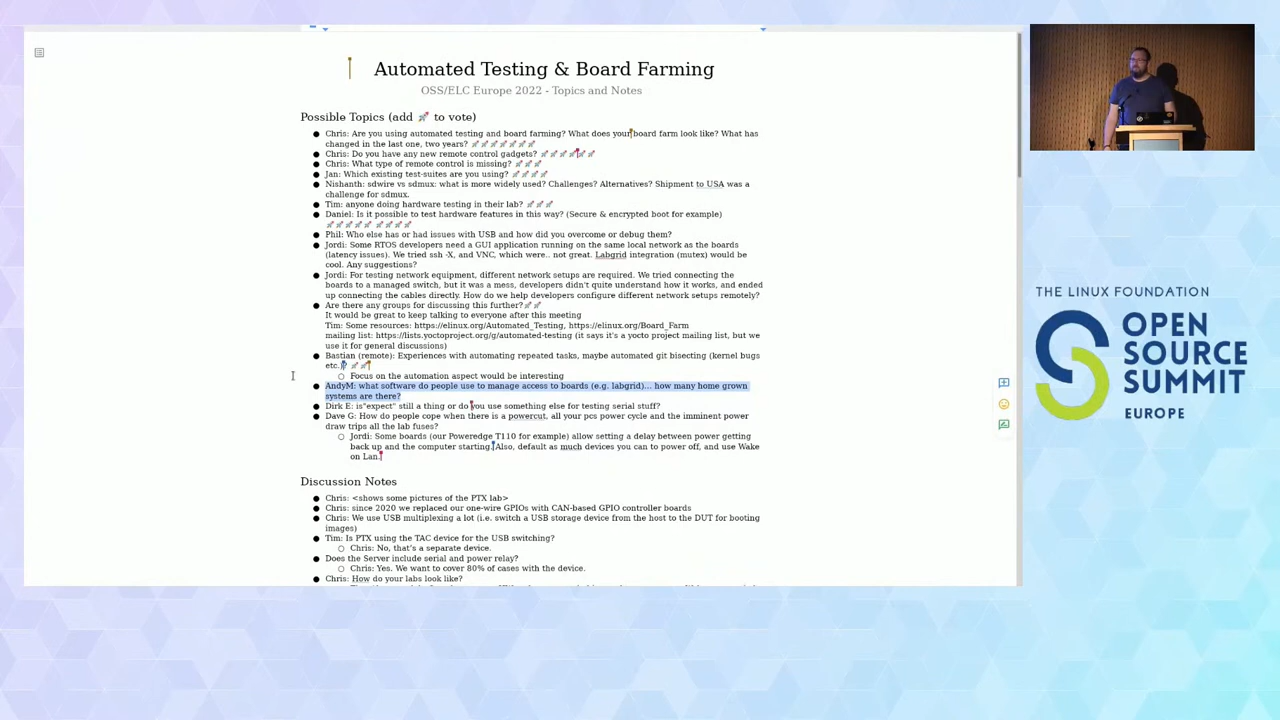 Automated Testing & Board Farming
OSS/ELC Europe 2022 - Topics and Notes
Possible Topics (add 🚀 to vote)
● Chris: Are you using automated testing and board farming? What does your board farm look like? What has
changed in the last one, two years? 🚀🚀🚀🚀🚀🚀🚀
● Chris: Do you have any new remote control gadgets? 🚀🚀🚀🚀🚀🚀
● Chris: What type of remote control is missing? 🚀🚀🚀
● Jan: Which existing test-suites are you using? 🚀🚀🚀🚀
● Nishanth: sdwire vs sdmux: what is more widely used? Challenges? Alternatives? Shipment to USA was a
challenge for sdmux.
● Tim: anyone doing hardware testing in their lab? 🚀🚀🚀
● Daniel: Is it possible to test hardware features in this way? (Secure & encrypted boot for example)
🚀🚀🚀🚀🚀 🚀🚀🚀🚀
● Phil: Who else has or had issues with USB and how did you overcome or debug them?
● Jordi: Some RTOS developers need a GUI application running on the same local network as the boards
(latency issues). We tried ssh -X, and VNC, which were.. not great. Labgrid integration (mutex) would be
cool. Any suggestions?
● Jordi: For testing network equipment, different network setups are required. We tried connecting the
boards to a managed switch, but it was a mess, developers didn't quite understand how it works, and ended
up connecting the cables directly. How do we help developers configure different network setups remotely?
● Are there any groups for discussing this further?🚀🚀
It would be great to keep talking to everyone after this meeting
Tim: Some resources: https://elinux.org/Automated_Testing, https://elinux.org/Board_Farm
mailing list: https://lists.yoctoproject.org/g/automated-testing (it says it's a yocto project mailing list, but we
use it for general discussions)
● Bastian (remote): Experiences with automating repeated tasks, maybe automated git bisecting (kernel bugs
etc.)🚀 🚀🚀
○ Focus on the automation aspect would be interesting
● AndyM: what software do people use to manage access to boards (e.g. labgrid)... how many home grown
systems are there?
● Dirk E: is"expect" still a thing or do you use something else for testing serial stuff?
● Dave G: How do people cope when there is a powercut, all your pcs power cycle and the imminent power
draw trips all the lab fuses?
○ Jordi: Some boards (our Poweredge T110 for example) allow setting a delay between power getting
back up and the computer starting. Also, default as much devices you can to power off, and use Wake
on Lan.
Discussion Notes
● Chris: <shows some pictures of the PTX lab>
● Chris: since 2020 we replaced our one-wire GPIOs with CAN-based GPIO controller boards
● Chris: We use USB multiplexing a lot (i.e. switch a USB storage device from the host to the DUT for booting
images)
● Tim: Is PTX using the TAC device for the USB switching?
○ Chris: No, that's a separate device.
● Does the Server include serial and power relay?
○ Chris: Yes. We want to cover 80% of cases with the device.
● Chris: How do your labs look like?
THE LINUX FOUNDATION
OPEN
SOURCE
SUMMIT
EUROPE